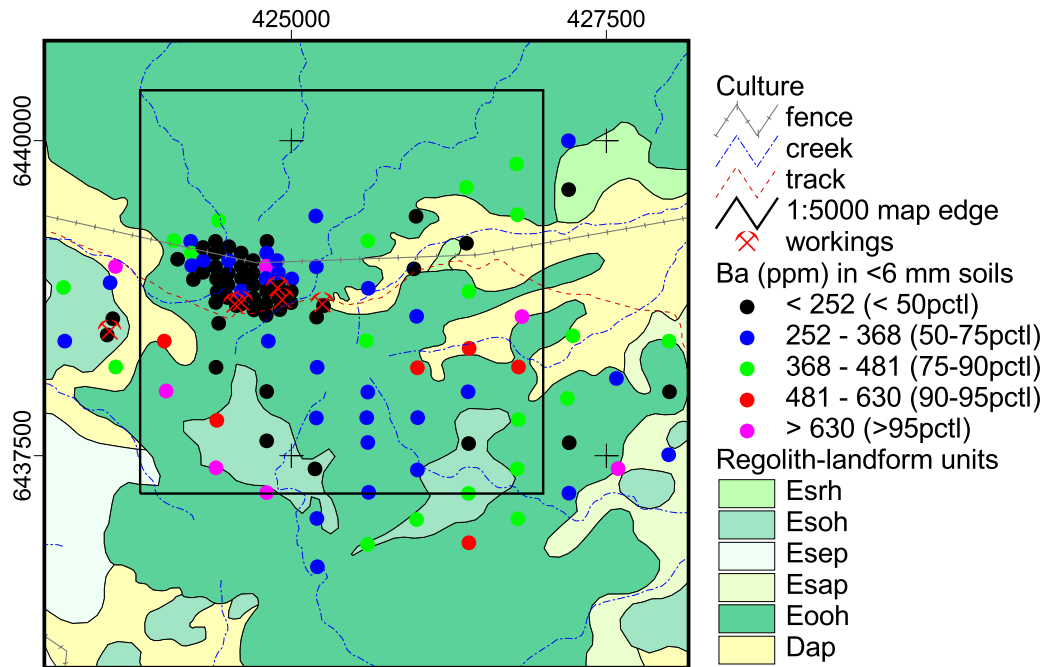 425000 427500
6440000
6437500
Culture
fence
creek
track
1:5000 map edge
workings
Ba (ppm) in <6 mm soils
< 252 (< 50pctl)
252 - 368 (50-75pctl)
368 - 481 (75-90pctl)
481 - 630 (90-95pctl)
> 630 (>95pctl)
Regolith-landform units
Esrh
Esoh
Esep
Esap
Eooh
Dap